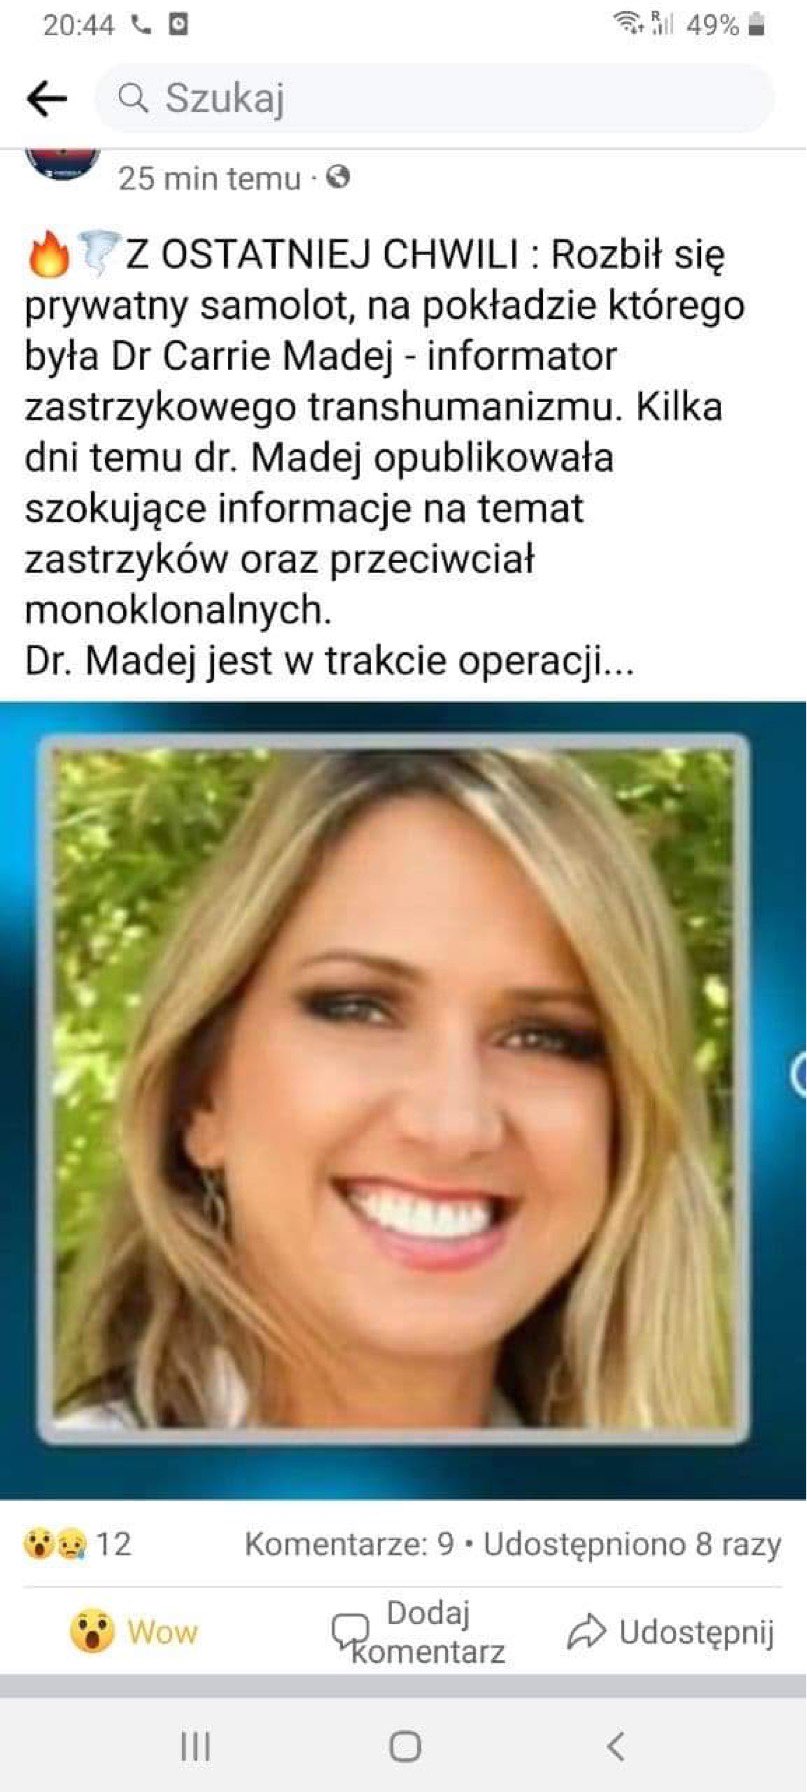 20:44
49%
Szukaj
25 min temu ·
Z OSTATNIEJ CHWILI : Rozbił się
prywatny samolot, na pokładzie którego
była Dr Carrie Madej - informator
zastrzykowego transhumanizmu. Kilka
dni temu dr. Madej opublikowała
szokujące informacje na temat
zastrzyków oraz przeciwciał
monoklonalnych.
Dr. Madej jest w trakcie operacji...
12
Komentarze: 9 • Udostępniono 8 razy
Wow
Dodaj
komentarz
Udostępnij